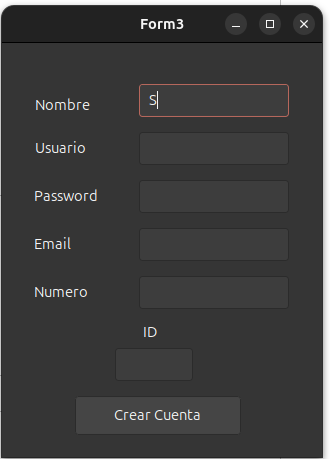 Form3
Nombre S
Usuario
Password
Email
Numero
ID
Crear Cuenta